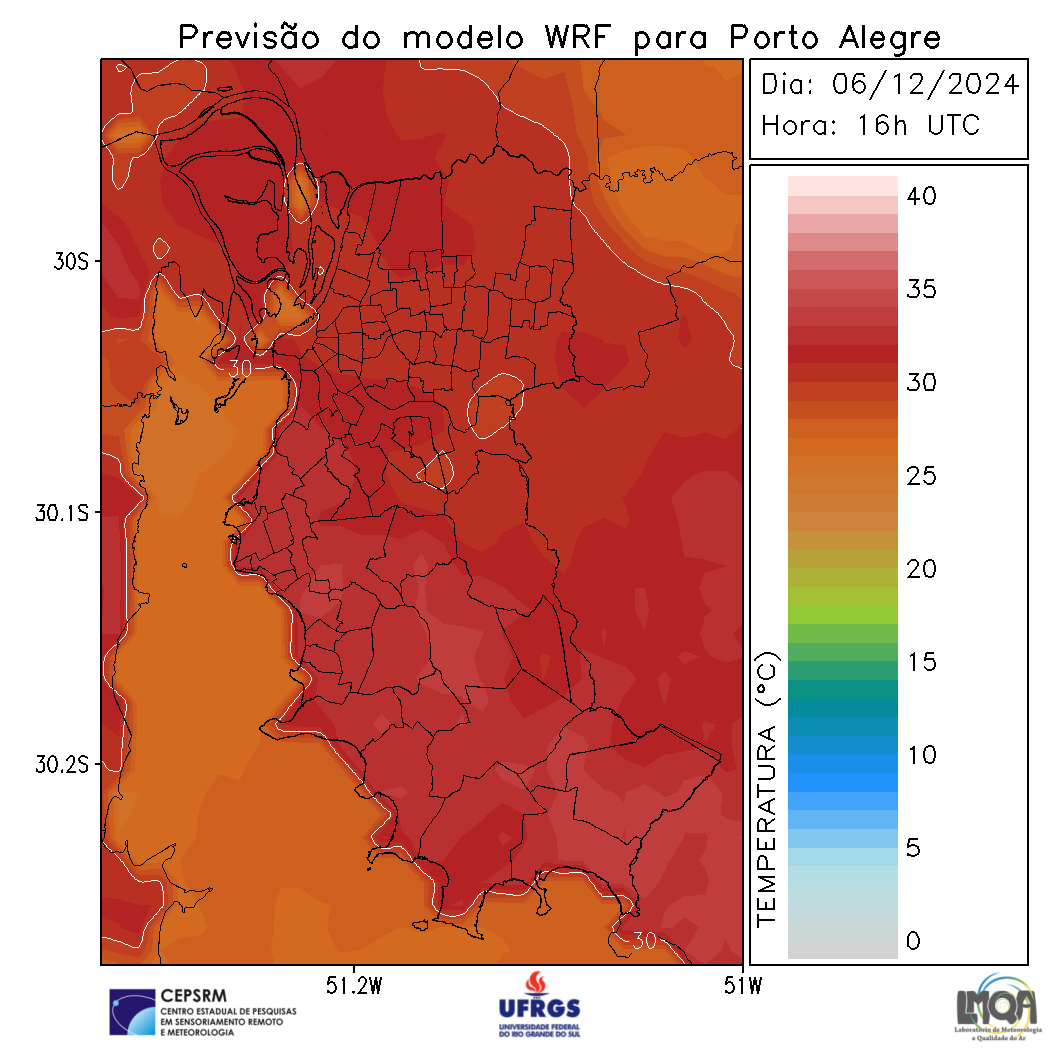 Previsão do modelo WRF para Porto Alegre
Dia: 06/12/2024
Hora: 16h UTC
30S
30.1S
30.2S
51.2W
51W
30
30
TEMPERATURA (°C)
40
35
30
25
20
15
10
5
0
CEPSRM
CENTRO ESTADUAL DE PESQUISAS
EM SENSORIAMENTO REMOTO
E METEOROLOGIA
UFRGS
UNIVERSIDADE FEDERAL
DO RIO GRANDE DO SUL
LMQA
Laboratório de Meteorologia
e Qualidade do Ar